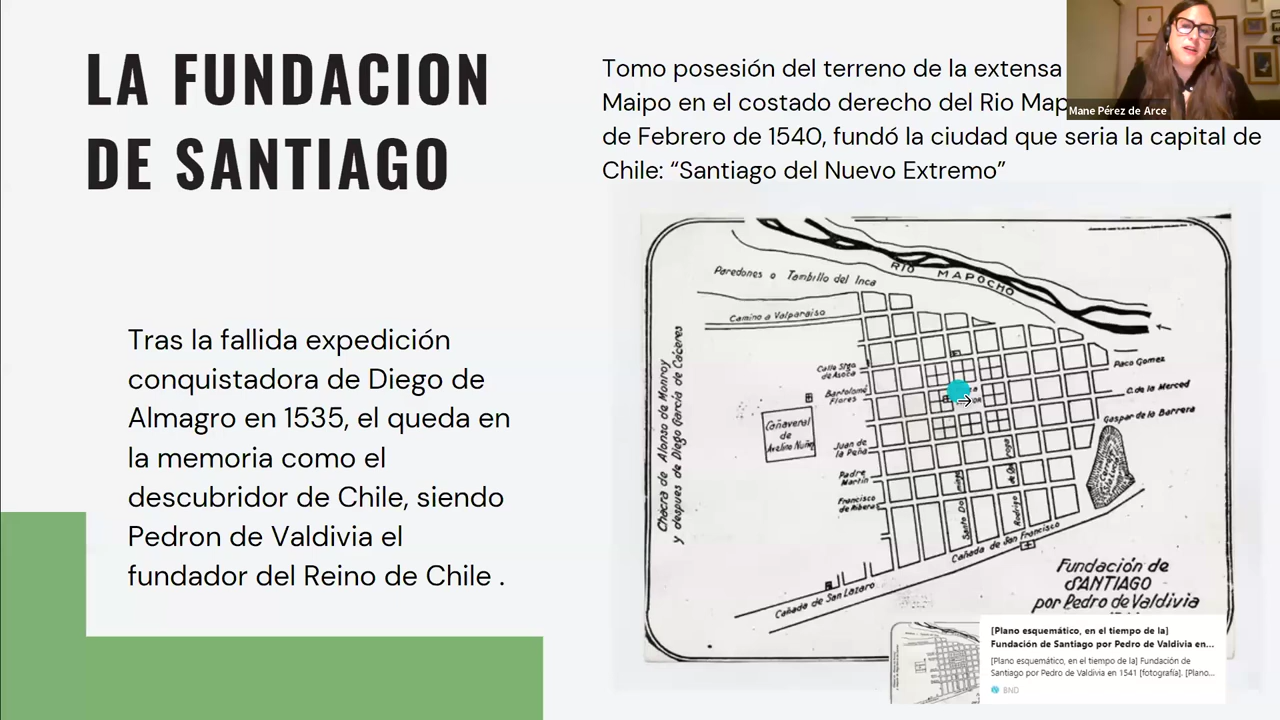 LA FUNDACION
DE SANTIAGO
Tomo posesión del terreno de la extensa
Maipo en el costado derecho del Rio Map
de Febrero de 1540, fundó la ciudad que seria la capital de
Chile: “Santiago del Nuevo Extremo”
Mane Pérez de Arce
Tras la fallida expedición
conquistadora de Diego de
Almagro en 1535, el queda en
la memoria como el
descubridor de Chile, siendo
Pedron de Valdivia el
fundador del Reino de Chile .
RIO MAPOCHO
Paredones o Tambillo del Inca
Camino a Valparaiso
Chacra de Alonso de Monroy
y despues de Diego Garcia de Cáceres
Calle Stgo
de Asoca
Bartolomé
Flores
Cañaveral
de
Avelino Nuñez
Juan de
la Peña
Padre
Martín
Francisco
de Riberos
Paco Gomez
C. de la Merced
Gaspar de la Barrera
Santo Domingo
Rodrigo
Cañada de San Francisco
Cañada de San Lazaro
Fundación de
SANTIAGO
por Pedro de Valdivia
[Plano esquemático, en el tiempo de la]
Fundación de Santiago por Pedro de Valdivia en...
[Plano esquemático, en el tiempo de la] Fundación de
Santiago por Pedro de Valdivia en 1541 [fotografía]. [Plano...
BND